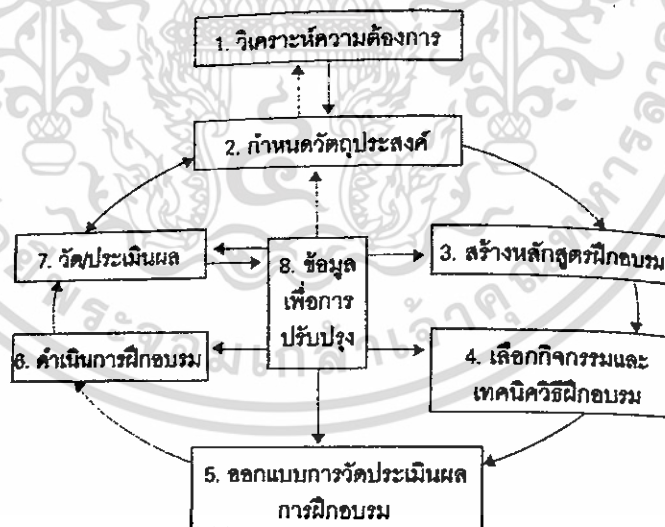 1. วิเคราะห์ความต้องการ
2. กำหนดวัตถุประสงค์
3. สร้างหลักสูตรฝึกอบรม
4. เลือกกิจกรรมและ
เทคนิควิธีฝึกอบรม
5. ออกแบบการวัดประเมินผล
การฝึกอบรม
6. ดำเนินการฝึกอบรม
7. วัด/ประเมินผล
8. ข้อมูล
เพื่อการ
ปรับปรุง